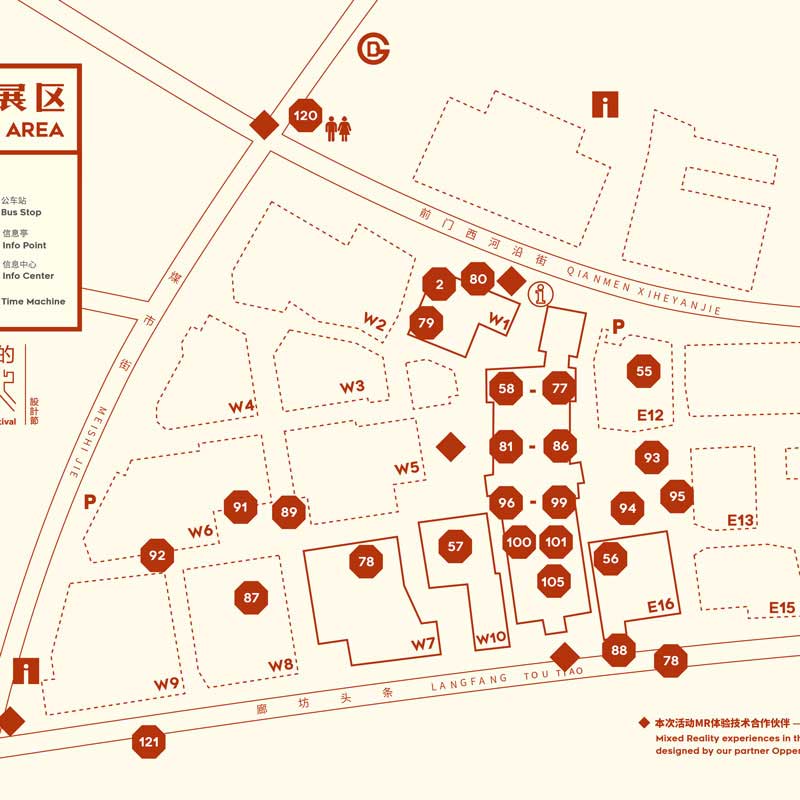 展区
AREA
公车站
Bus Stop
信息亭
Info Point
信息中心
Info Center
Time Machine
的
設計節
120
前门西河沿街 QIANMEN XIHEYANJIE
煤市街 MEISHI JIE
2
80
79
W1
W2
W3
W4
W5
W6
W7
W8
W9
W10
P
P
58 - 77
81 - 86
96 - 99
100
101
105
55
E12
93
94
95
E13
56
E16
E15
91
89
92
87
78
57
88
78
121
廊坊头条 LANGFANG TOUTIAO
本次活动MR体验技术合作伙伴 —
Mixed Reality experiences in
designed by our partner